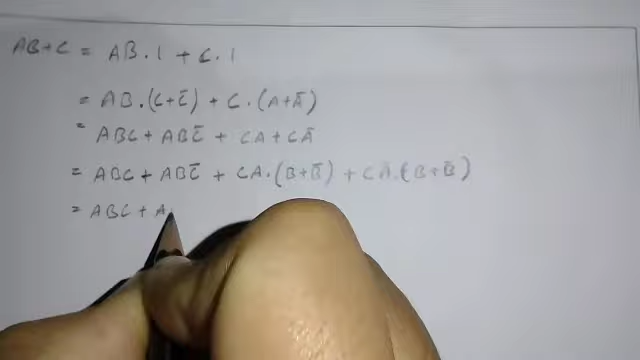 AB+C = AB.1 + C.1
= AB.(C+C̄) + C.(A+Ā)
= ABC + ABC̄ + CA + CĀ
= ABC + ABC̄ + CA.(B+B̄) + CĀ.(B+B̄)
= ABC + A